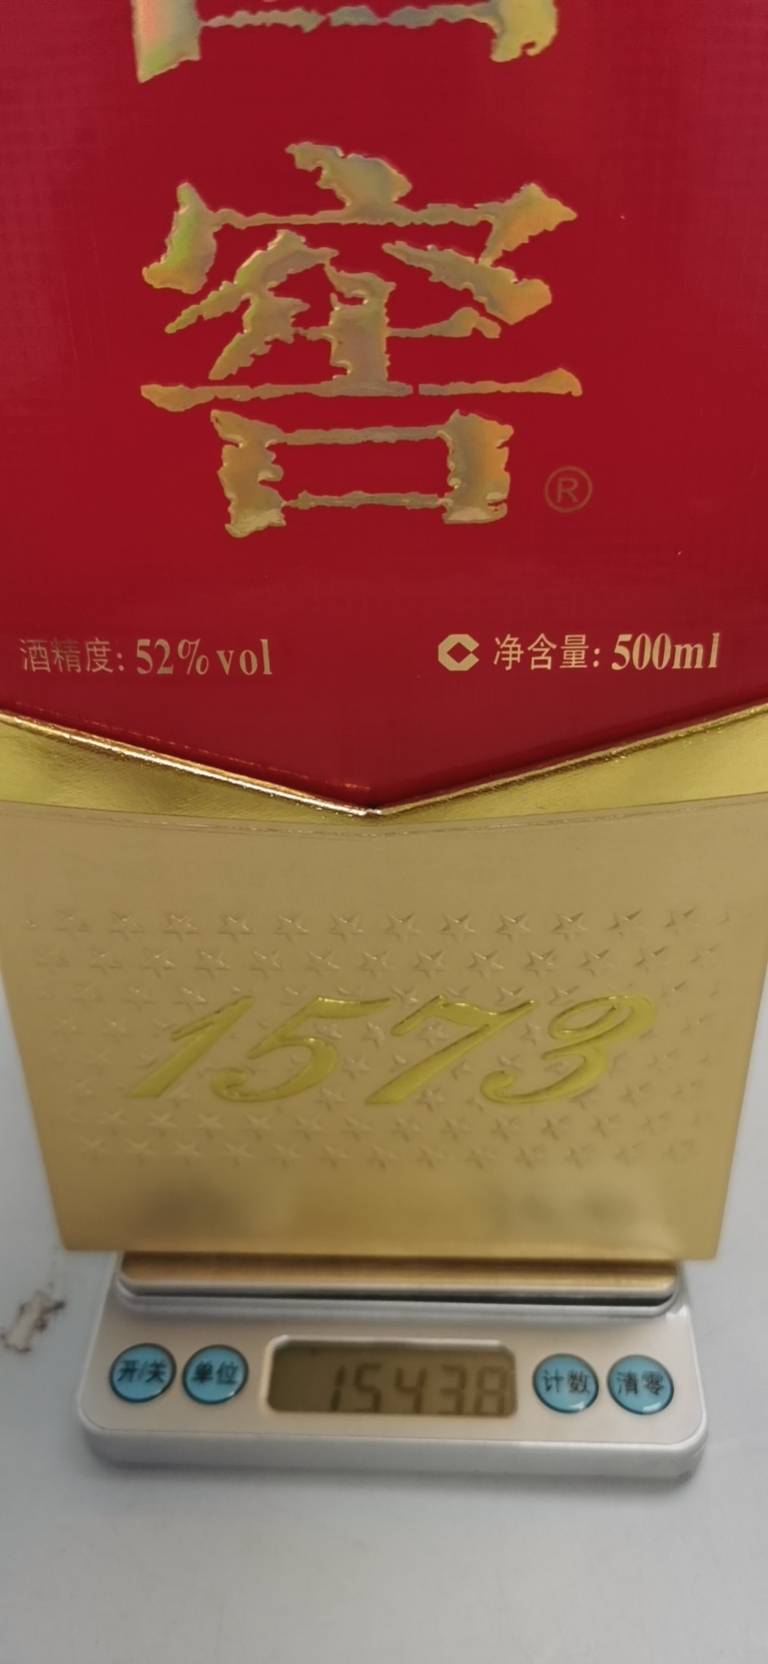 窖
®
酒精度: 52%vol
净含量: 500ml
1573
开/关 单位 1543.8 计数 清零